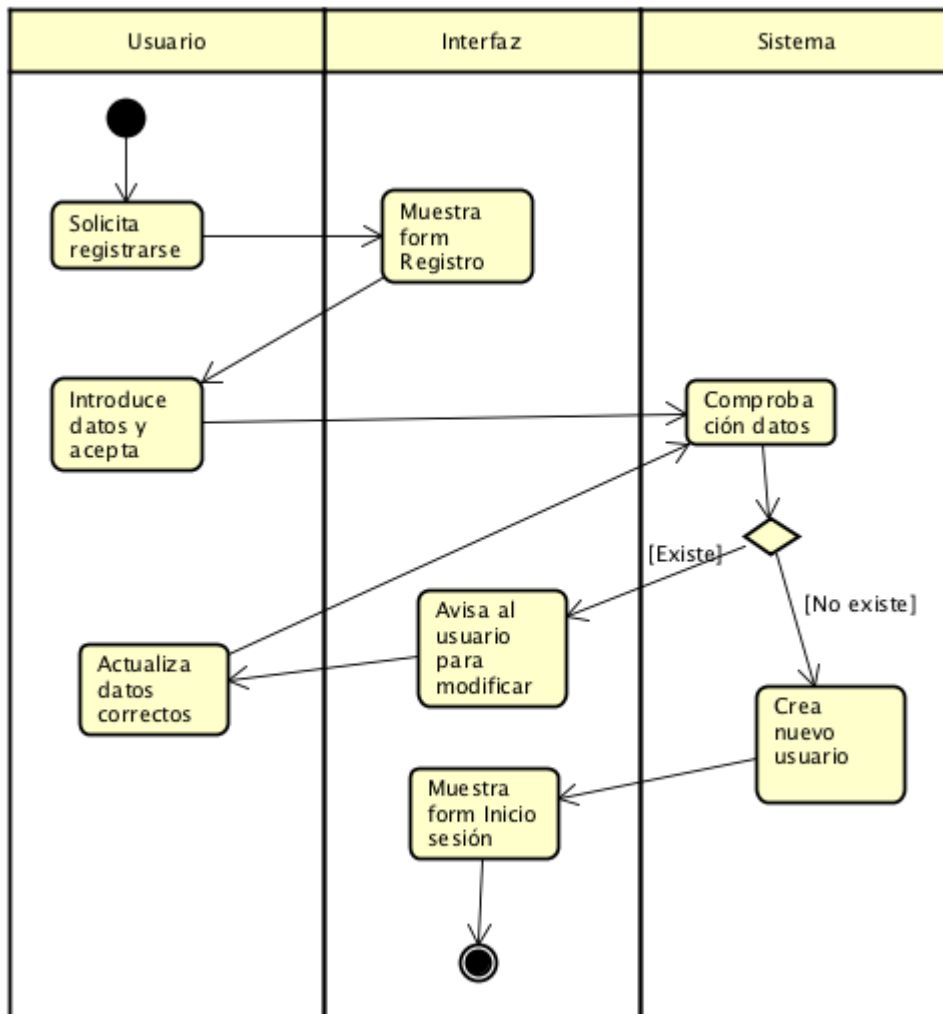 Usuario
Interfaz
Sistema
Solicita
registrarse
Muestra
form
Registro
Introduce
datos y
acepta
Comproba
ción datos
[Existe]
[No existe]
Avisa al
usuario
para
modificar
Actualiza
datos
correctos
Crea
nuevo
usuario
Muestra
form Inicio
sesión